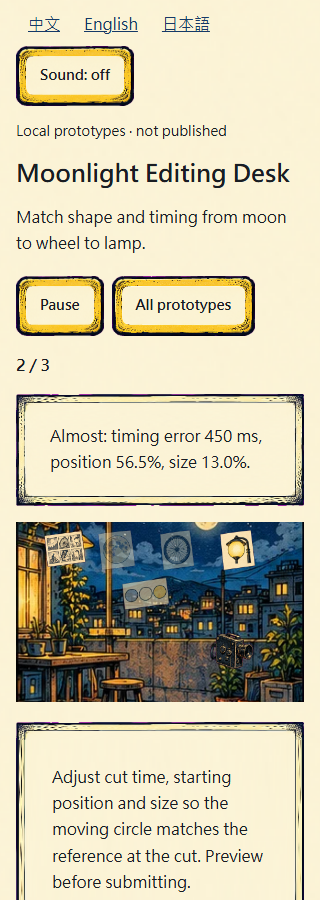 中文 English 日本語
Sound: off
Local prototypes · not published
Moonlight Editing Desk
Match shape and timing from moon
to wheel to lamp.
Pause All prototypes
2 / 3
Almost: timing error 450 ms,
position 56.5%, size 13.0%.
Adjust cut time, starting
position and size so the
moving circle matches the
reference at the cut. Preview
before submitting.